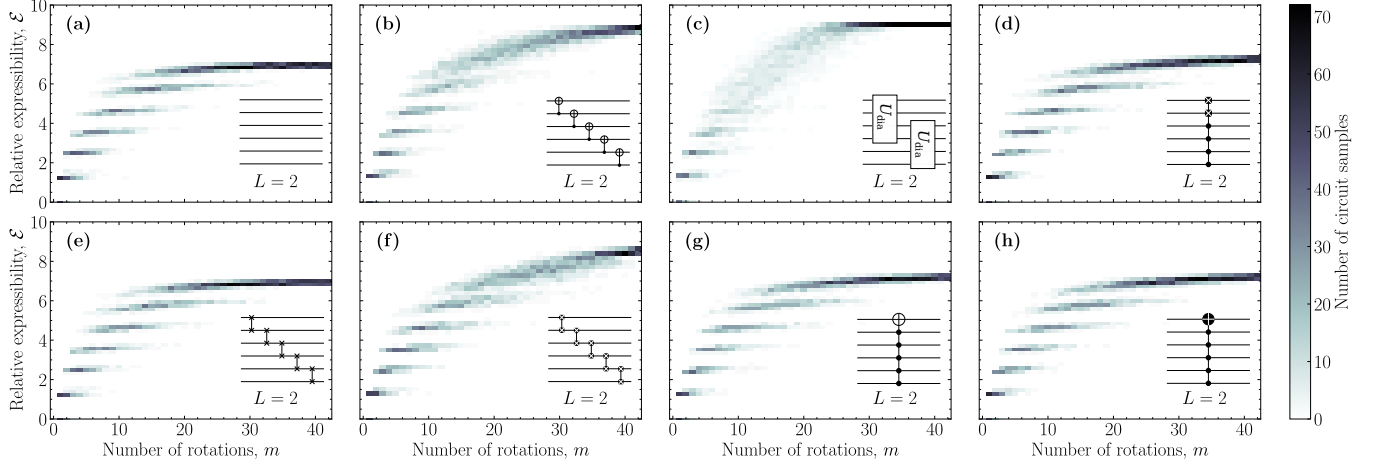 (a) (b) (c) (d)
10
8
6
4
2
0
Relative expressibility, ℰ
L = 2
L = 2
U_dia
U_dia
L = 2
L = 2
70
60
50
40
30
20
10
0
Number of circuit samples
(e) (f) (g) (h)
10
8
6
4
2
0
Relative expressibility, ℰ
L = 2
L = 2
L = 2
L = 2
0 10 20 30 40
0 10 20 30 40
0 10 20 30 40
0 10 20 30 40
Number of rotations, m
Number of rotations, m
Number of rotations, m
Number of rotations, m